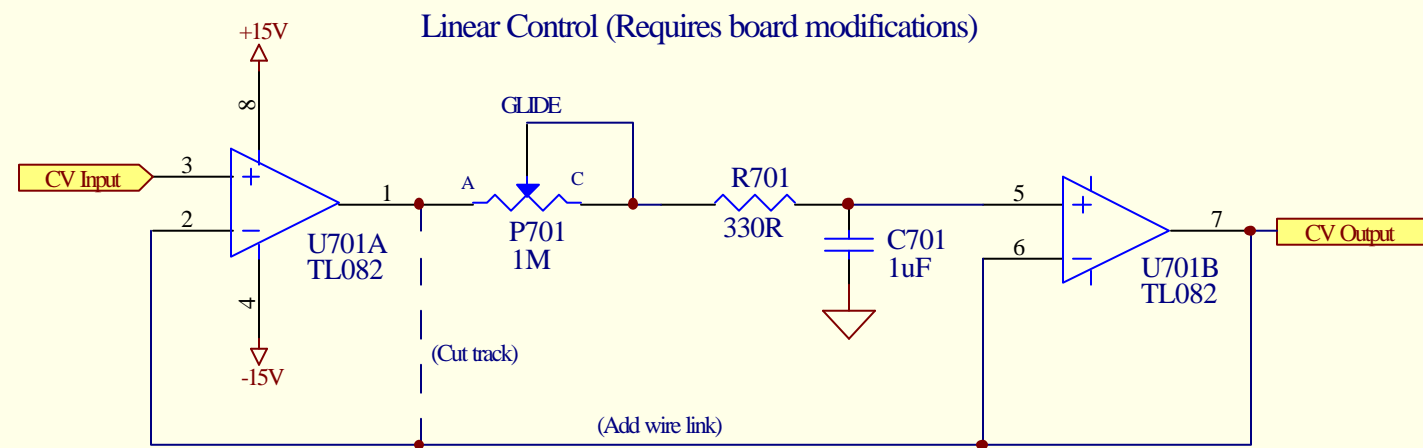 Linear Control (Requires board modifications)
+15V
8
GLIDE
CV Input
3
A
C
R701
1
5
7
CV Output
2
P701
330R
C701
6
U701A
1M
1uF
U701B
TL082
TL082
4
(Cut track)
-15V
(Add wire link)